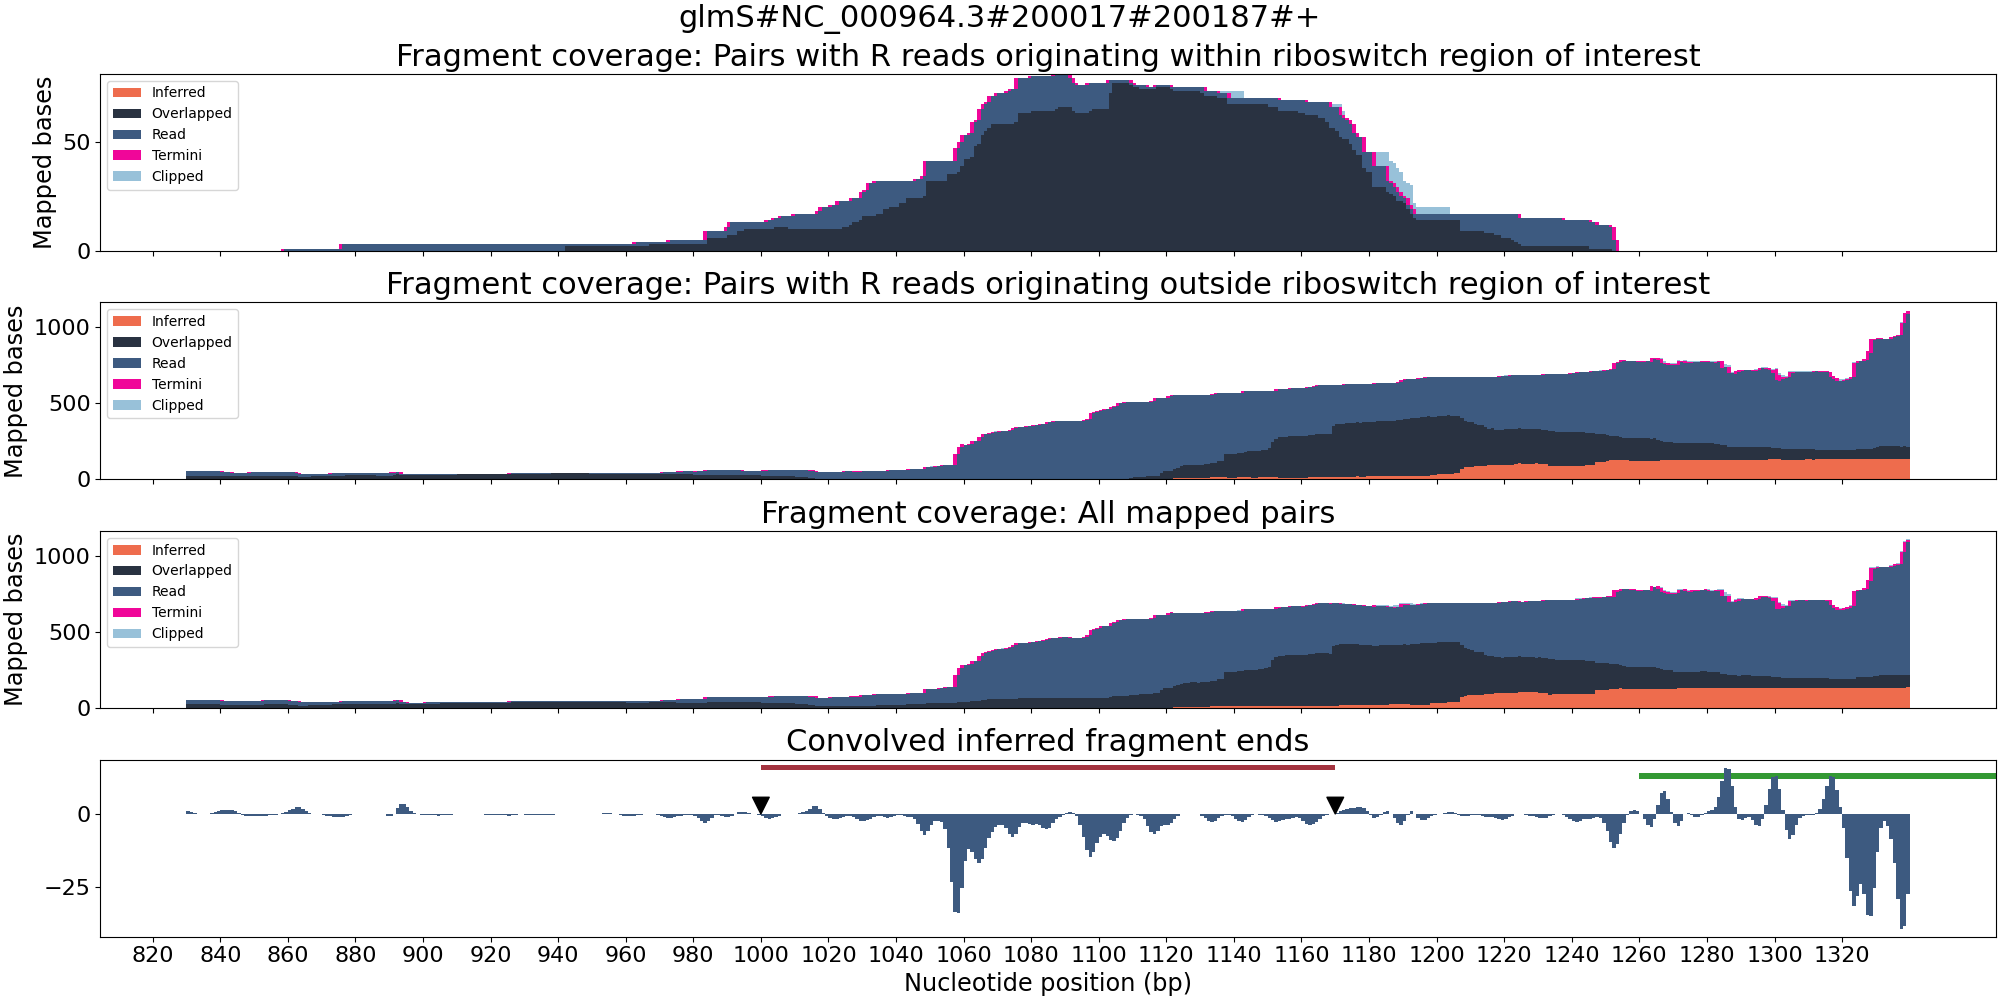 glmS#NC_000964.3#200017#200187#+
Fragment coverage: Pairs with R reads originating within riboswitch region of interest
Mapped bases
50
0
Inferred
Overlapped
Read
Termini
Clipped
Fragment coverage: Pairs with R reads originating outside riboswitch region of interest
Mapped bases
1000
500
0
Inferred
Overlapped
Read
Termini
Clipped
Fragment coverage: All mapped pairs
Mapped bases
1000
500
0
Inferred
Overlapped
Read
Termini
Clipped
Convolved inferred fragment ends
0
−25
820 840 860 880 900 920 940 960 980 1000 1020 1040 1060 1080 1100 1120 1140 1160 1180 1200 1220 1240 1260 1280 1300 1320
Nucleotide position (bp)